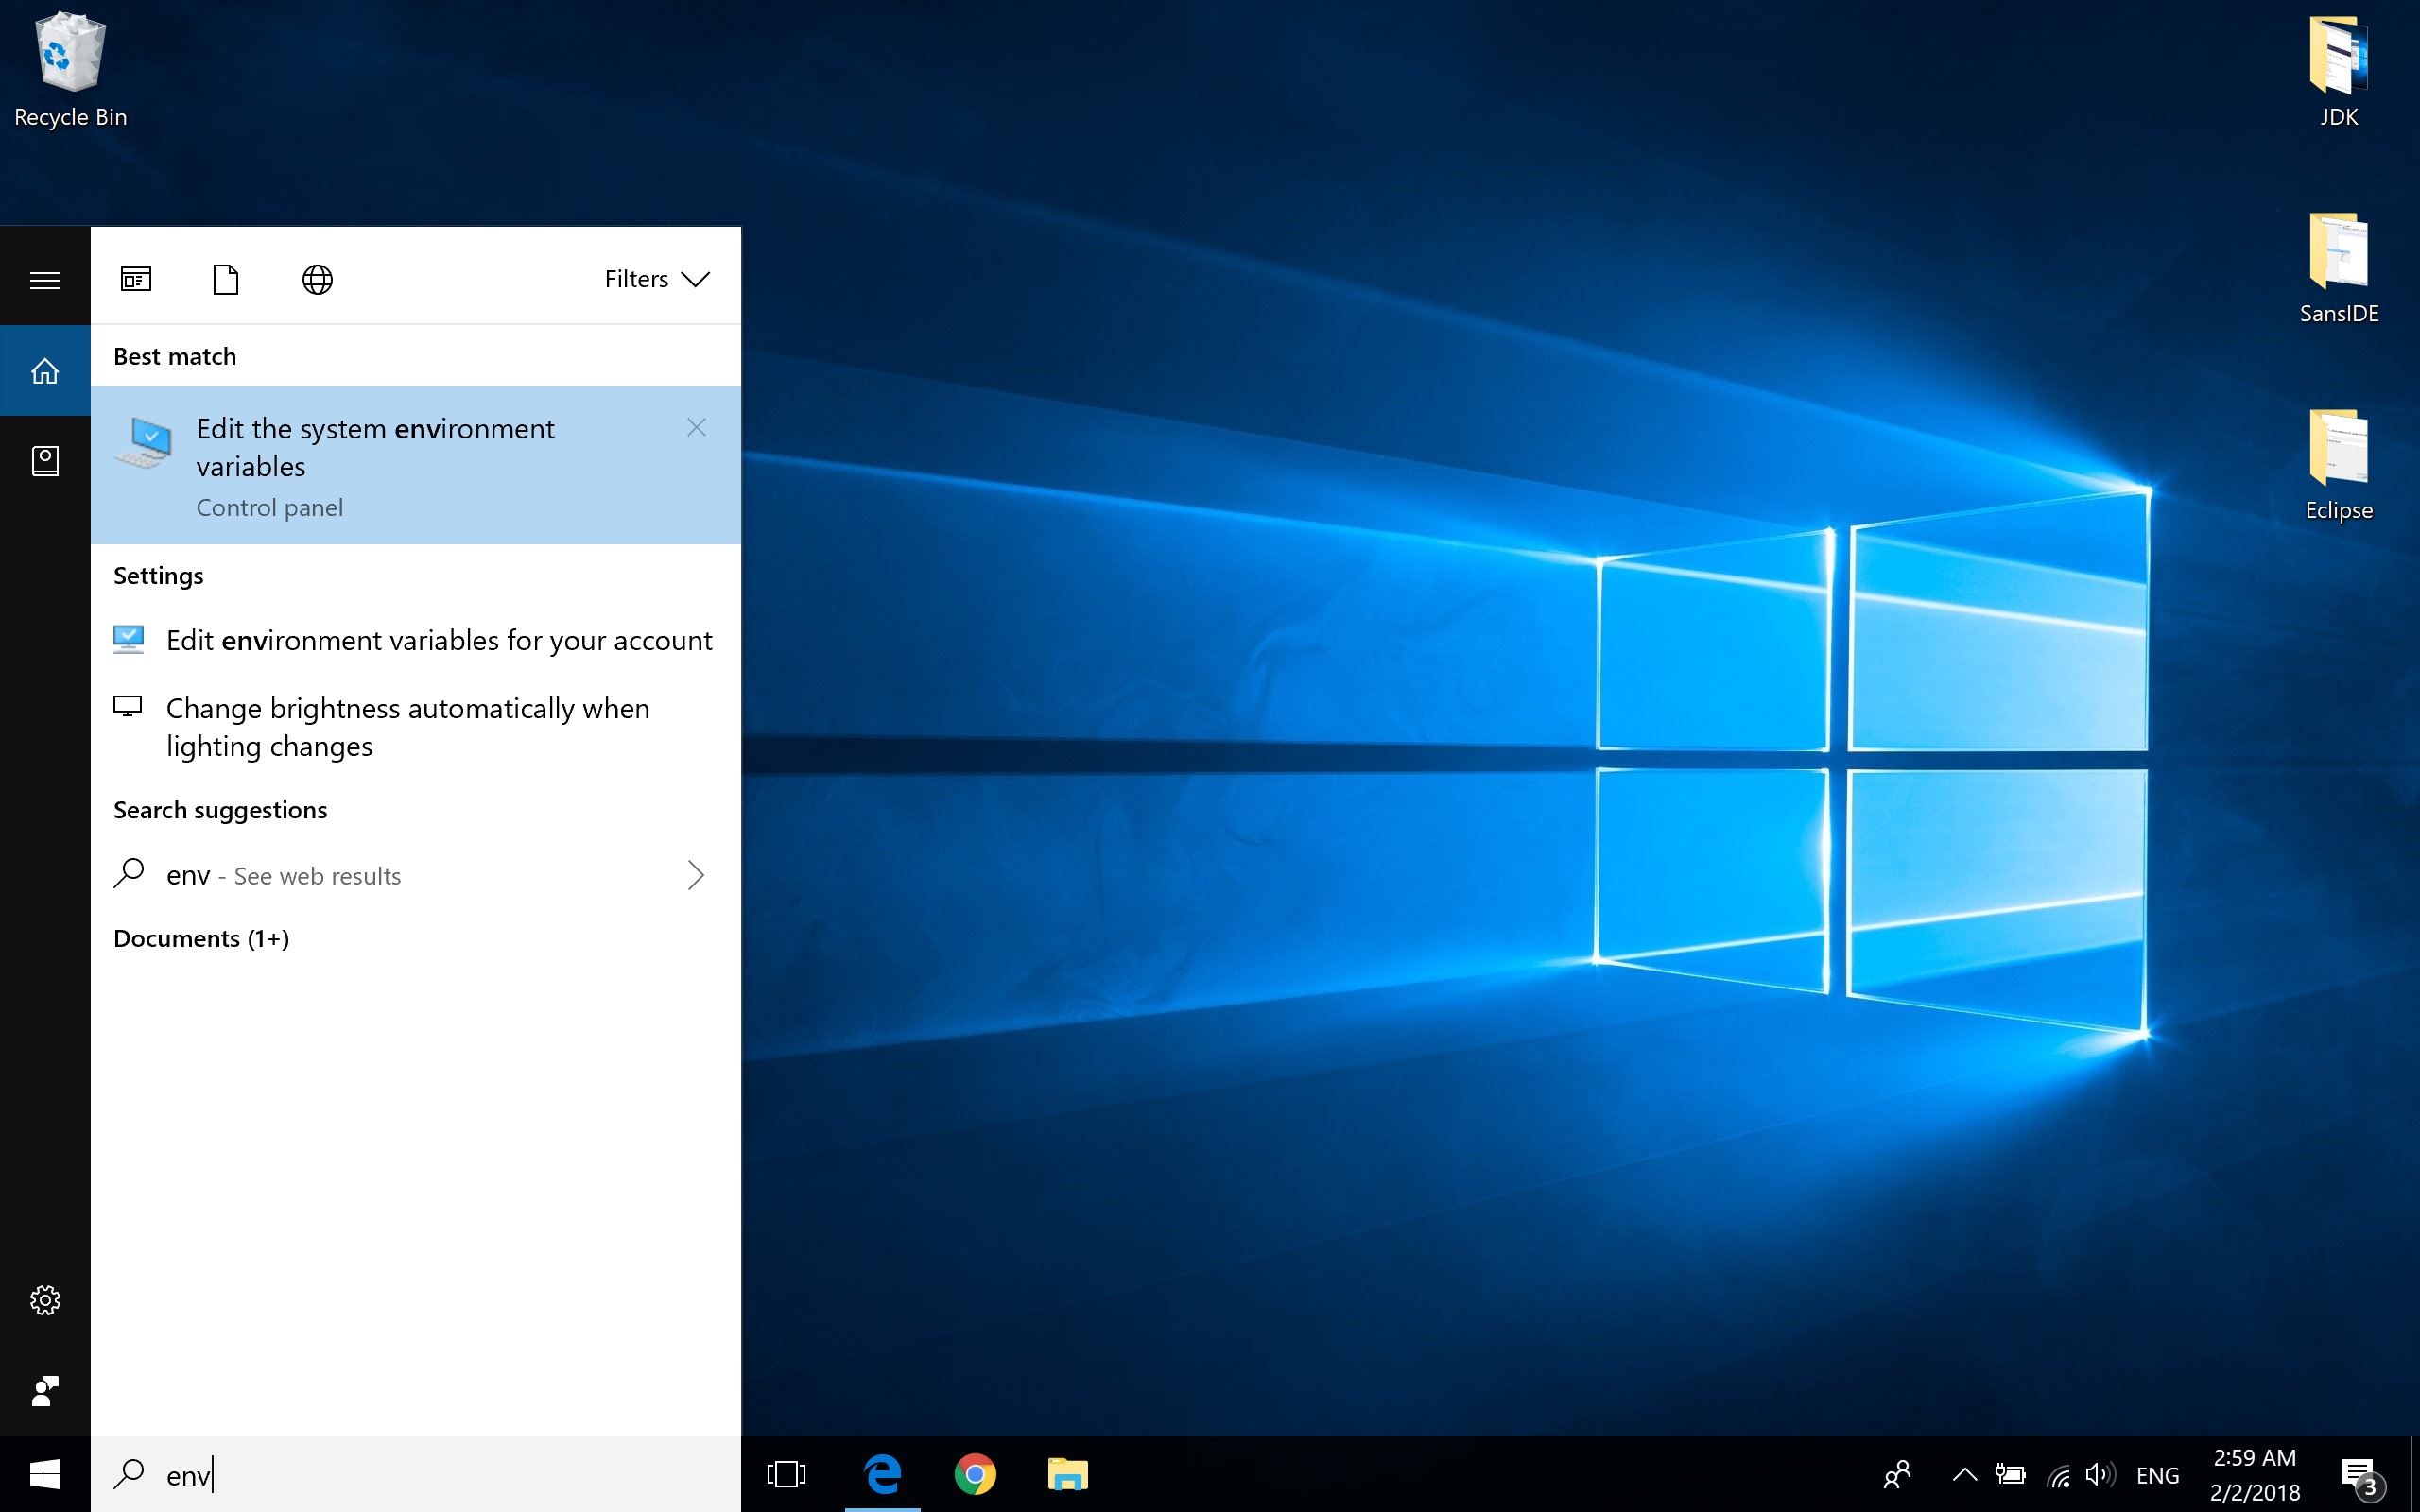 Recycle Bin
JDK
SansIDE
Eclipse
Filters
Best match
Edit the system environment
variables
Control panel
Settings
Edit environment variables for your account
Change brightness automatically when
lighting changes
Search suggestions
env - See web results
Documents (1+)
env
ENG
2:59 AM
2/2/2018
3